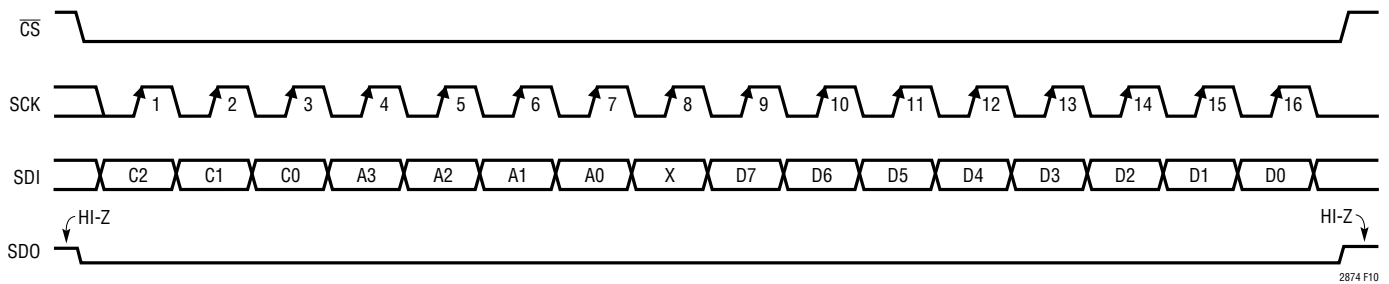 CS
SCK 1 2 3 4 5 6 7 8 9 10 11 12 13 14 15 16
SDI C2 C1 C0 A3 A2 A1 A0 X D7 D6 D5 D4 D3 D2 D1 D0
HI-Z HI-Z
SDO
2874 F10